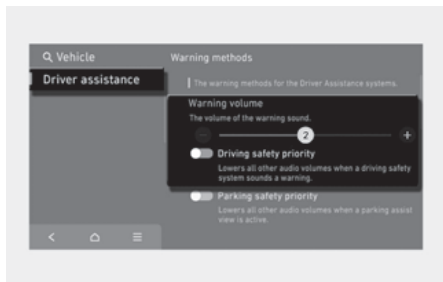 Vehicle
Driver assistance
Warning methods
The warning methods for the Driver Assistance systems.
Warning volume
The volume of the warning sound.
2
Driving safety priority
Lowers all other audio volumes when a driving safety
system sounds a warning.
Parking safety priority
Lowers all other audio volumes when a parking assist
view is active.